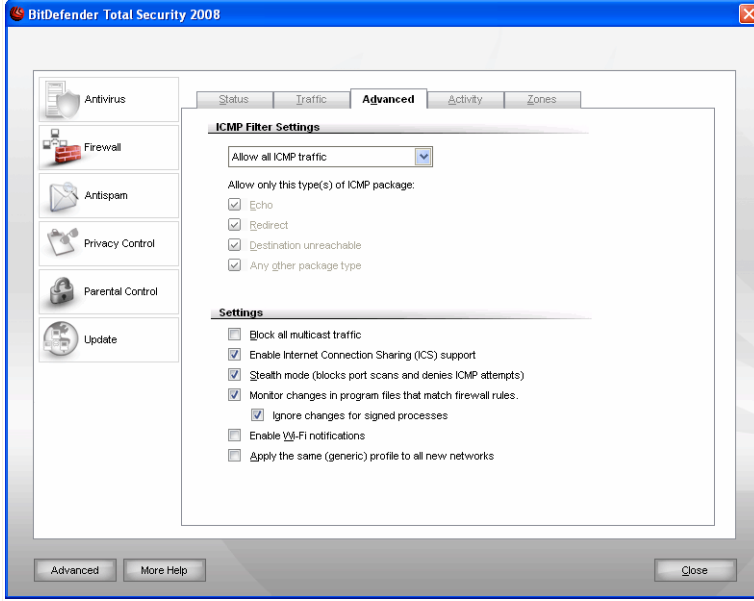 BitDefender Total Security 2008
Antivirus
Firewall
Antispam
Privacy Control
Parental Control
Update
Status Traffic Advanced Activity Zones
ICMP Filter Settings
Allow all ICMP traffic
Allow only this type(s) of ICMP package:
Echo
Redirect
Destination unreachable
Any other package type
Settings
Block all multicast traffic
Enable Internet Connection Sharing (ICS) support
Stealth mode (blocks port scans and denies ICMP attempts)
Monitor changes in program files that match firewall rules.
Ignore changes for signed processes
Enable Wi-Fi notifications
Apply the same (generic) profile to all new networks
Advanced More Help Close